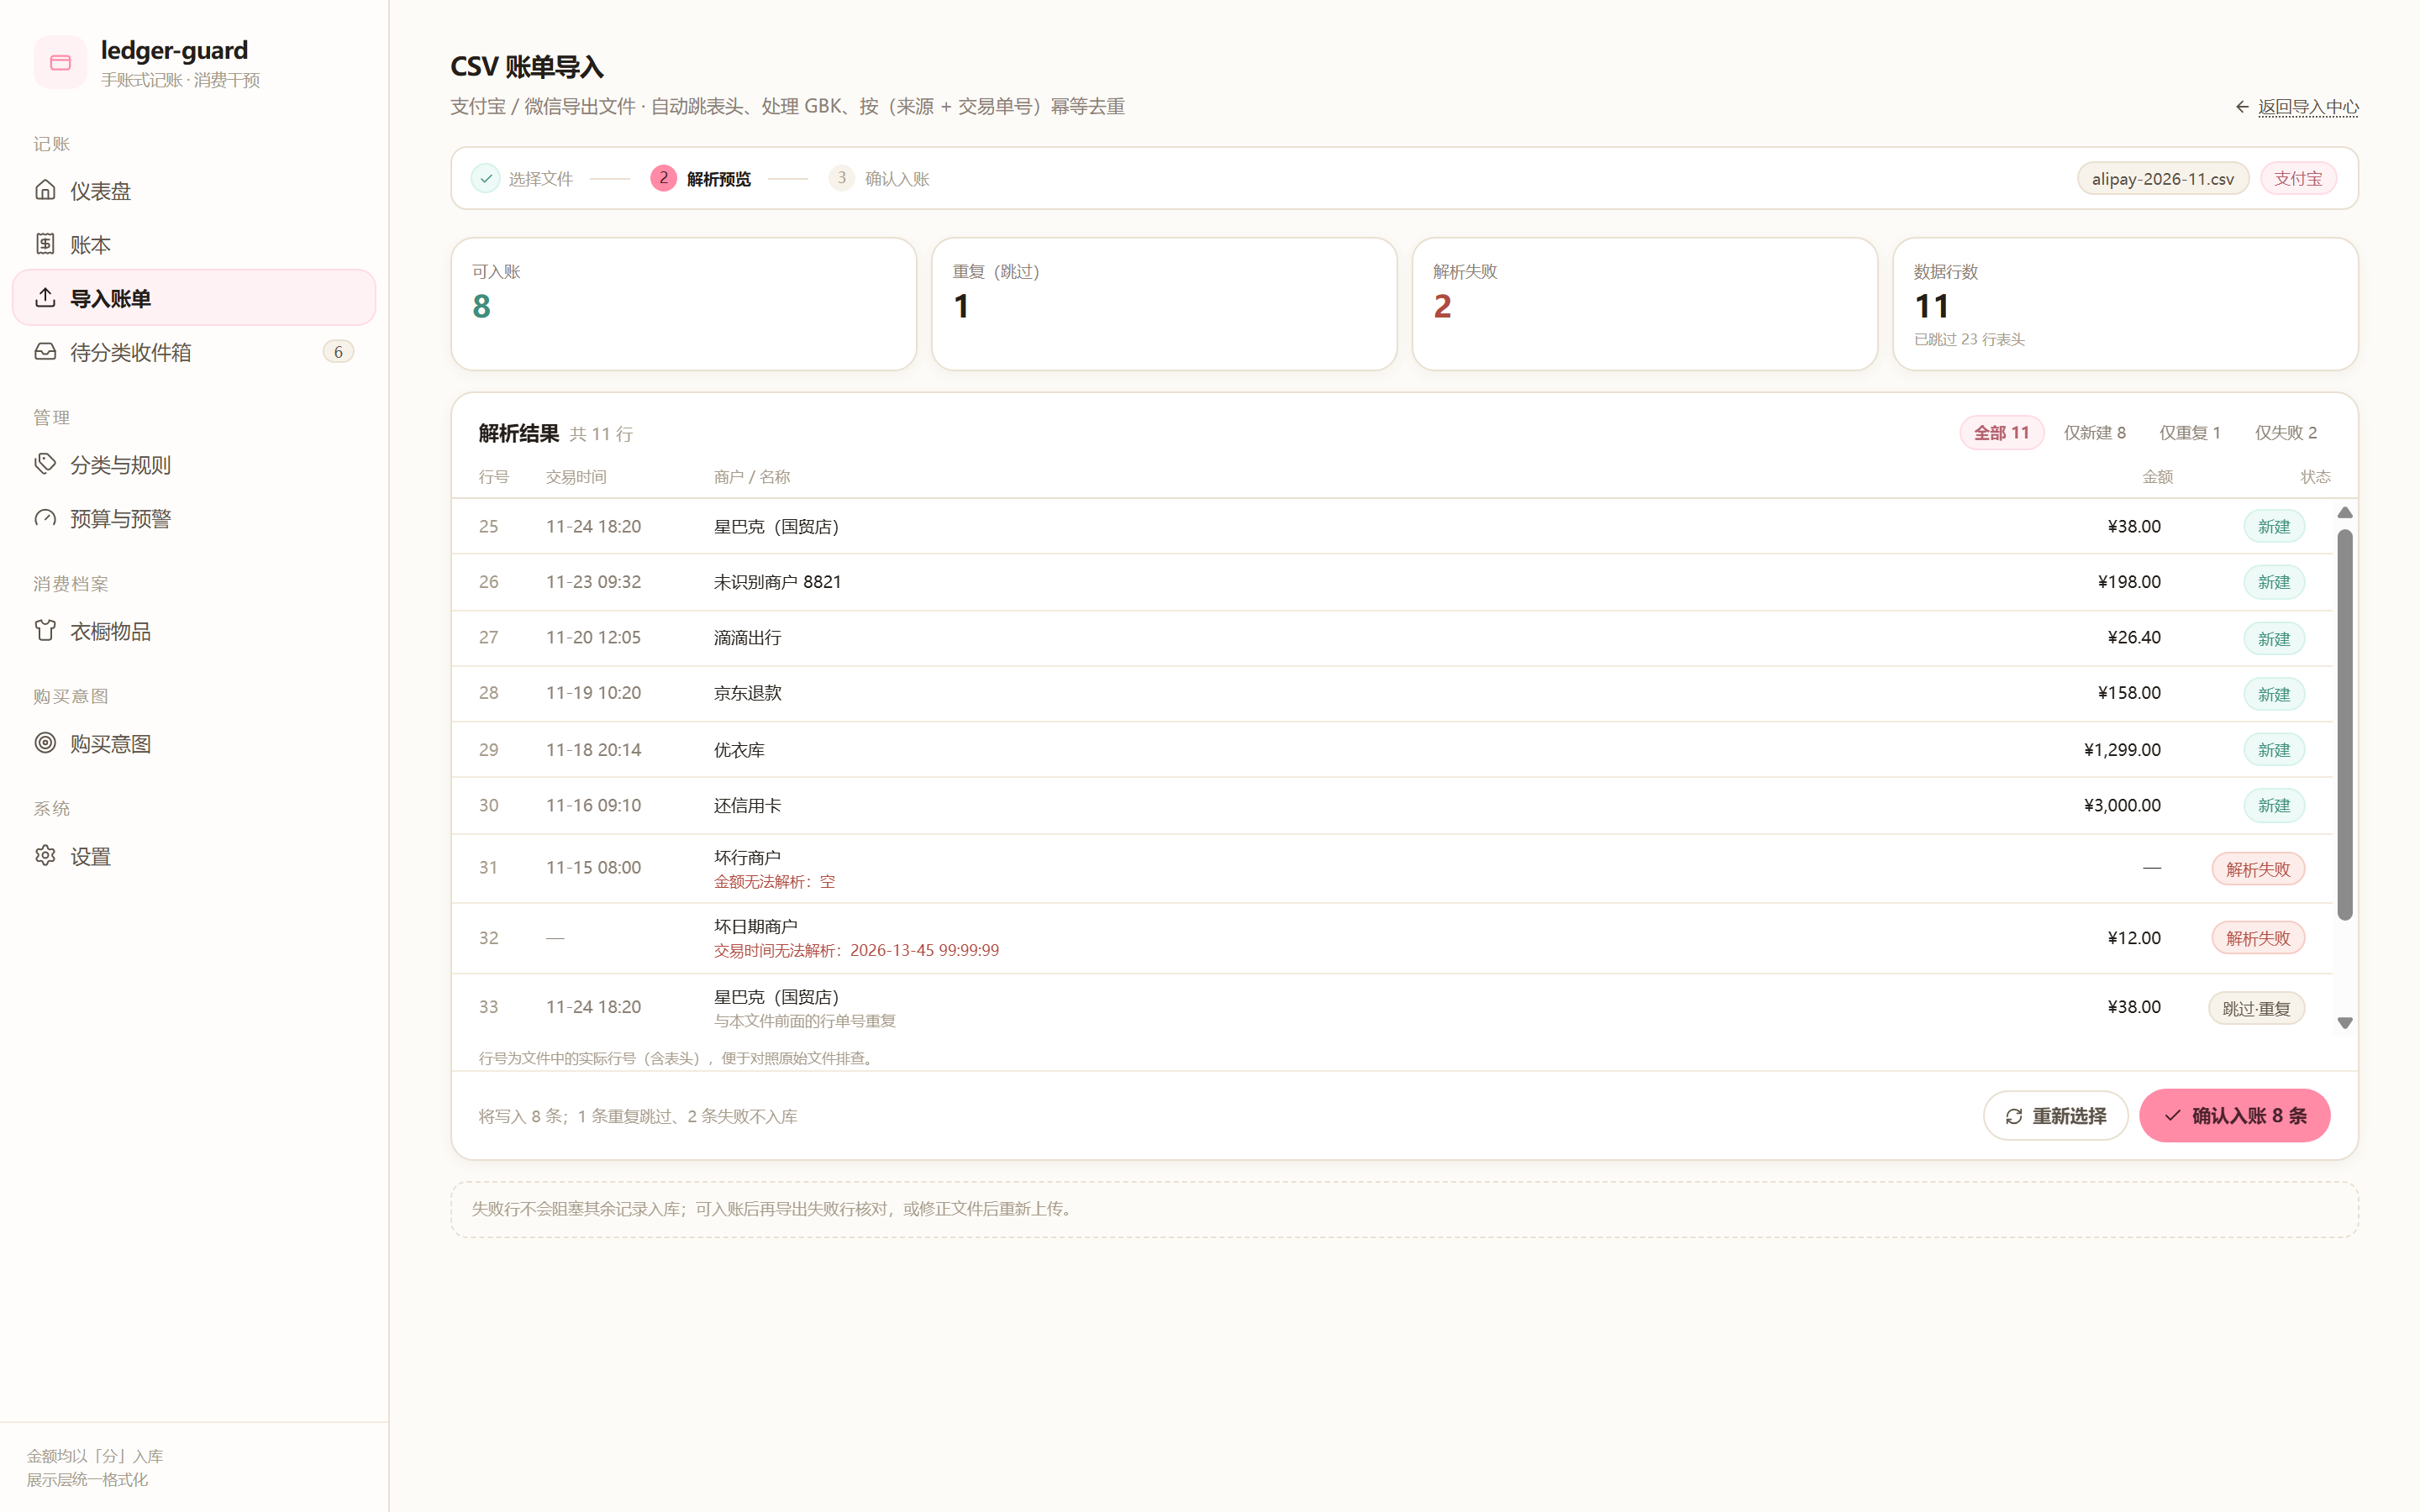 ledger-guard
手账式记账 · 消费干预
记账
仪表盘
账本
导入账单
待分类收件箱 6
管理
分类与规则
预算与预警
消费档案
衣橱物品
购买意图
购买意图
系统
设置
金额均以「分」入库
展示层统一格式化
CSV 账单导入
支付宝 / 微信导出文件 · 自动跳表头、处理 GBK、按（来源 + 交易单号）幂等去重
返回导入中心
选择文件 2 解析预览 3 确认入账 alipay-2026-11.csv 支付宝
可入账
8
重复（跳过）
1
解析失败
2
数据行数
11
已跳过 23 行表头
解析结果 共 11 行 全部 11 仅新建 8 仅重复 1 仅失败 2
行号 交易时间 商户 / 名称 金额 状态
25 11-24 18:20 星巴克（国贸店） ¥38.00 新建
26 11-23 09:32 未识别商户 8821 ¥198.00 新建
27 11-20 12:05 滴滴出行 ¥26.40 新建
28 11-19 10:20 京东退款 ¥158.00 新建
29 11-18 20:14 优衣库 ¥1,299.00 新建
30 11-16 09:10 还信用卡 ¥3,000.00 新建
31 11-15 08:00 坏行商户 — 解析失败
金额无法解析：空
32 — 坏日期商户 ¥12.00 解析失败
交易时间无法解析：2026-13-45 99:99:99
33 11-24 18:20 星巴克（国贸店） ¥38.00 跳过·重复
与本文件前面的行单号重复
行号为文件中的实际行号（含表头），便于对照原始文件排查。
将写入 8 条；1 条重复跳过、2 条失败不入库 重新选择 确认入账 8 条
失败行不会阻塞其余记录入库；可入账后再导出失败行核对，或修正文件后重新上传。